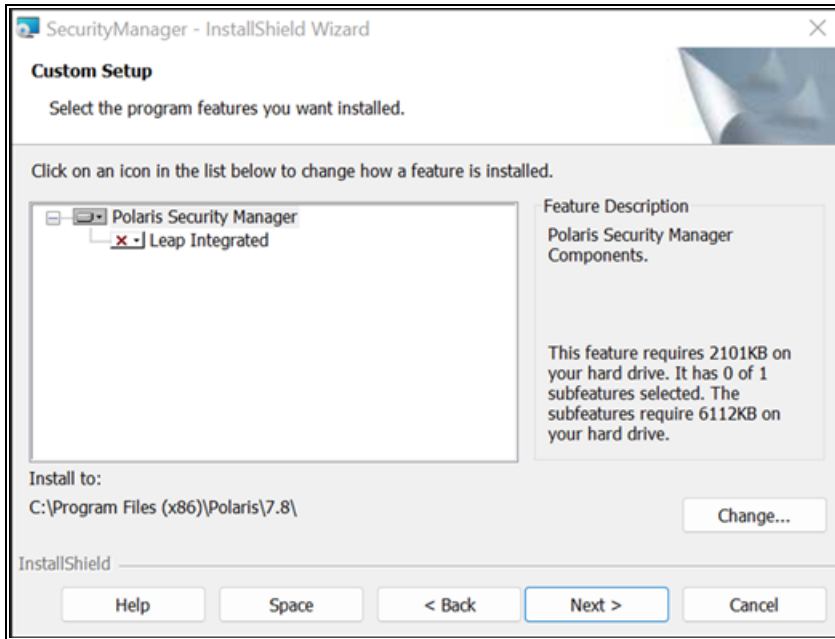 SecurityManager - InstallShield Wizard
Custom Setup
Select the program features you want installed.
Click on an icon in the list below to change how a feature is installed.
Polaris Security Manager
Leap Integrated
Feature Description
Polaris Security Manager
Components.
This feature requires 2101KB on
your hard drive. It has 0 of 1
subfeatures selected. The
subfeatures require 6112KB on
your hard drive.
Install to:
C:\Program Files (x86)\Polaris\7.8\
Change...
InstallShield
Help
Space
< Back
Next >
Cancel